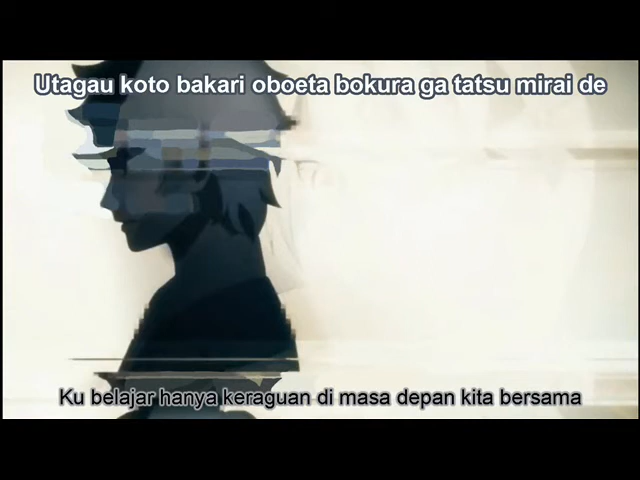 Utagau koto bakari oboeta bokura ga tatsu mirai de
Ku belajar hanya keraguan di masa depan kita bersama